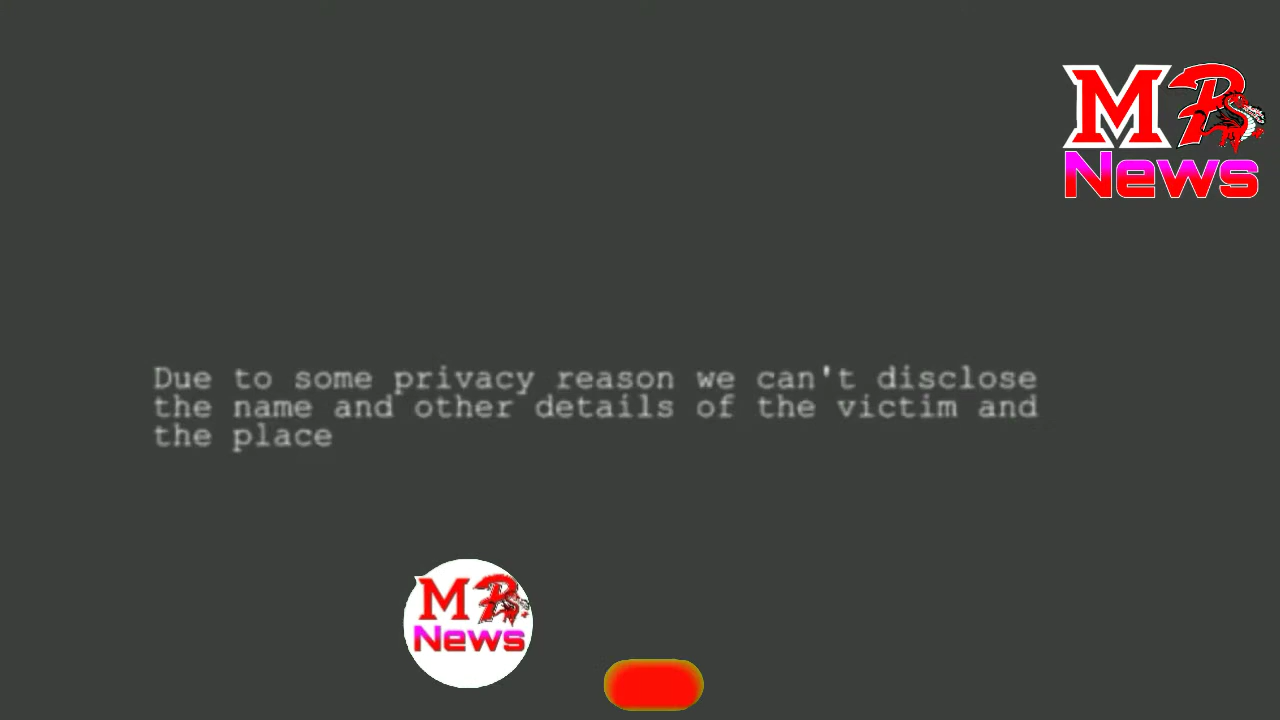 MR
News
Due to some privacy reason we can't disclose
the name and other details of the victim and
the place
MR
News